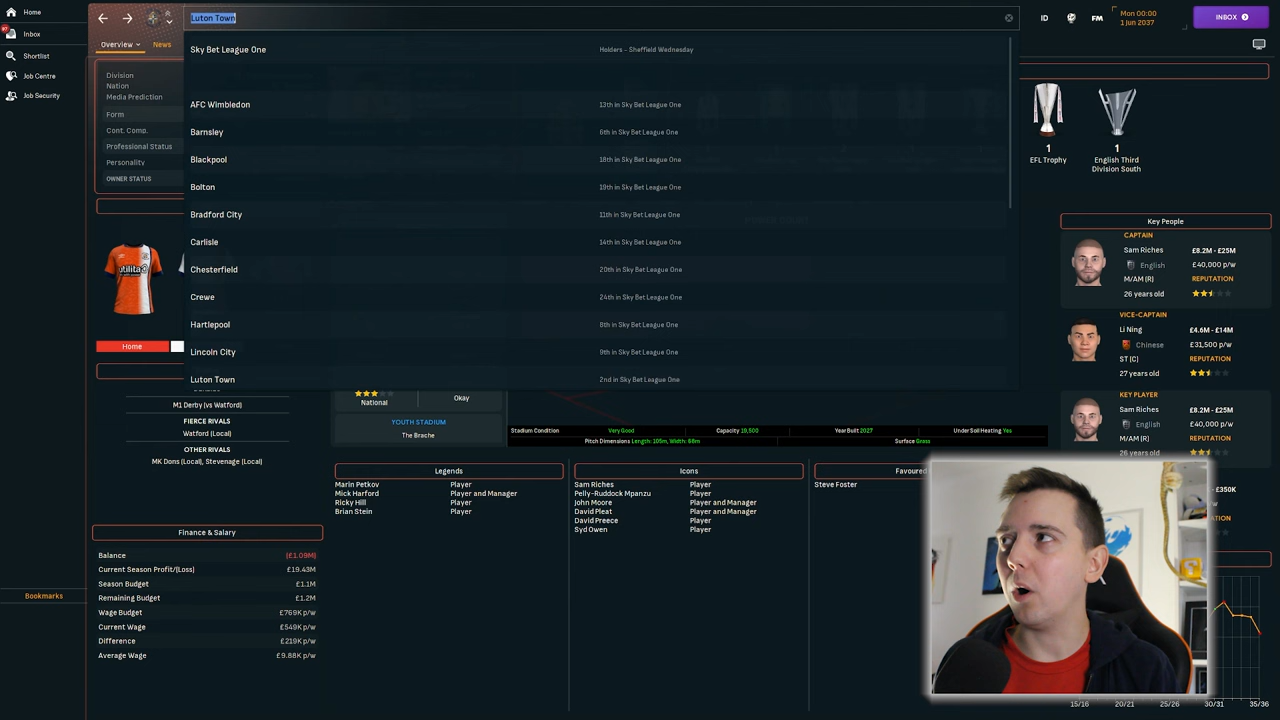 Home
97
Inbox
Shortlist
Job Centre
Job Security
Bookmarks
Luton Town
ID
FM
Mon 00:00
1 Jun 2037
INBOX
Overview
News
Sky Bet League One
Holders - Sheffield Wednesday
AFC Wimbledon
13th in Sky Bet League One
Barnsley
6th in Sky Bet League One
Blackpool
18th in Sky Bet League One
Bolton
19th in Sky Bet League One
Bradford City
11th in Sky Bet League One
Carlisle
14th in Sky Bet League One
Chesterfield
20th in Sky Bet League One
Crewe
24th in Sky Bet League One
Hartlepool
8th in Sky Bet League One
Lincoln City
9th in Sky Bet League One
Luton Town
2nd in Sky Bet League One
Division
Nation
Media Prediction
Form
Cont. Comp.
Professional Status
Personality
OWNER STATUS
utilita
Home
M1 Derby (vs Watford)
FIERCE RIVALS
Watford (Local)
OTHER RIVALS
MK Dons (Local), Stevenage (Local)
National
Okay
YOUTH STADIUM
The Brache
Stadium Condition Very Good
Capacity 19,500
Year Built 2027
Under Soil Heating Yes
Pitch Dimensions Length: 105m, Width: 68m
Surface Grass
1
EFL Trophy
1
English Third
Division South
Key People
CAPTAIN
Sam Riches
£8.2M - £25M
English
£40,000 p/w
M/AM (R)
REPUTATION
26 years old
VICE-CAPTAIN
Li Ning
£4.6M - £14M
Chinese
£31,500 p/w
ST (C)
REPUTATION
27 years old
KEY PLAYER
Sam Riches
£8.2M - £25M
English
£40,000 p/w
M/AM (R)
REPUTATION
26 years old
Legends
Marin Petkov Player
Mick Harford Player and Manager
Ricky Hill Player
Brian Stein Player
Icons
Sam Riches Player
Pelly-Ruddock Mpanzu Player
John Moore Player and Manager
David Pleat Player and Manager
David Preece Player
Syd Owen Player
Favoured
Steve Foster
Finance & Salary
Balance (£1.09M)
Current Season Profit/(Loss) £19.43M
Season Budget £1.1M
Remaining Budget £1.2M
Wage Budget £769K p/w
Current Wage £549K p/w
Difference £219K p/w
Average Wage £9.88K p/w
£350K
15/16 20/21 25/26 30/31 35/36